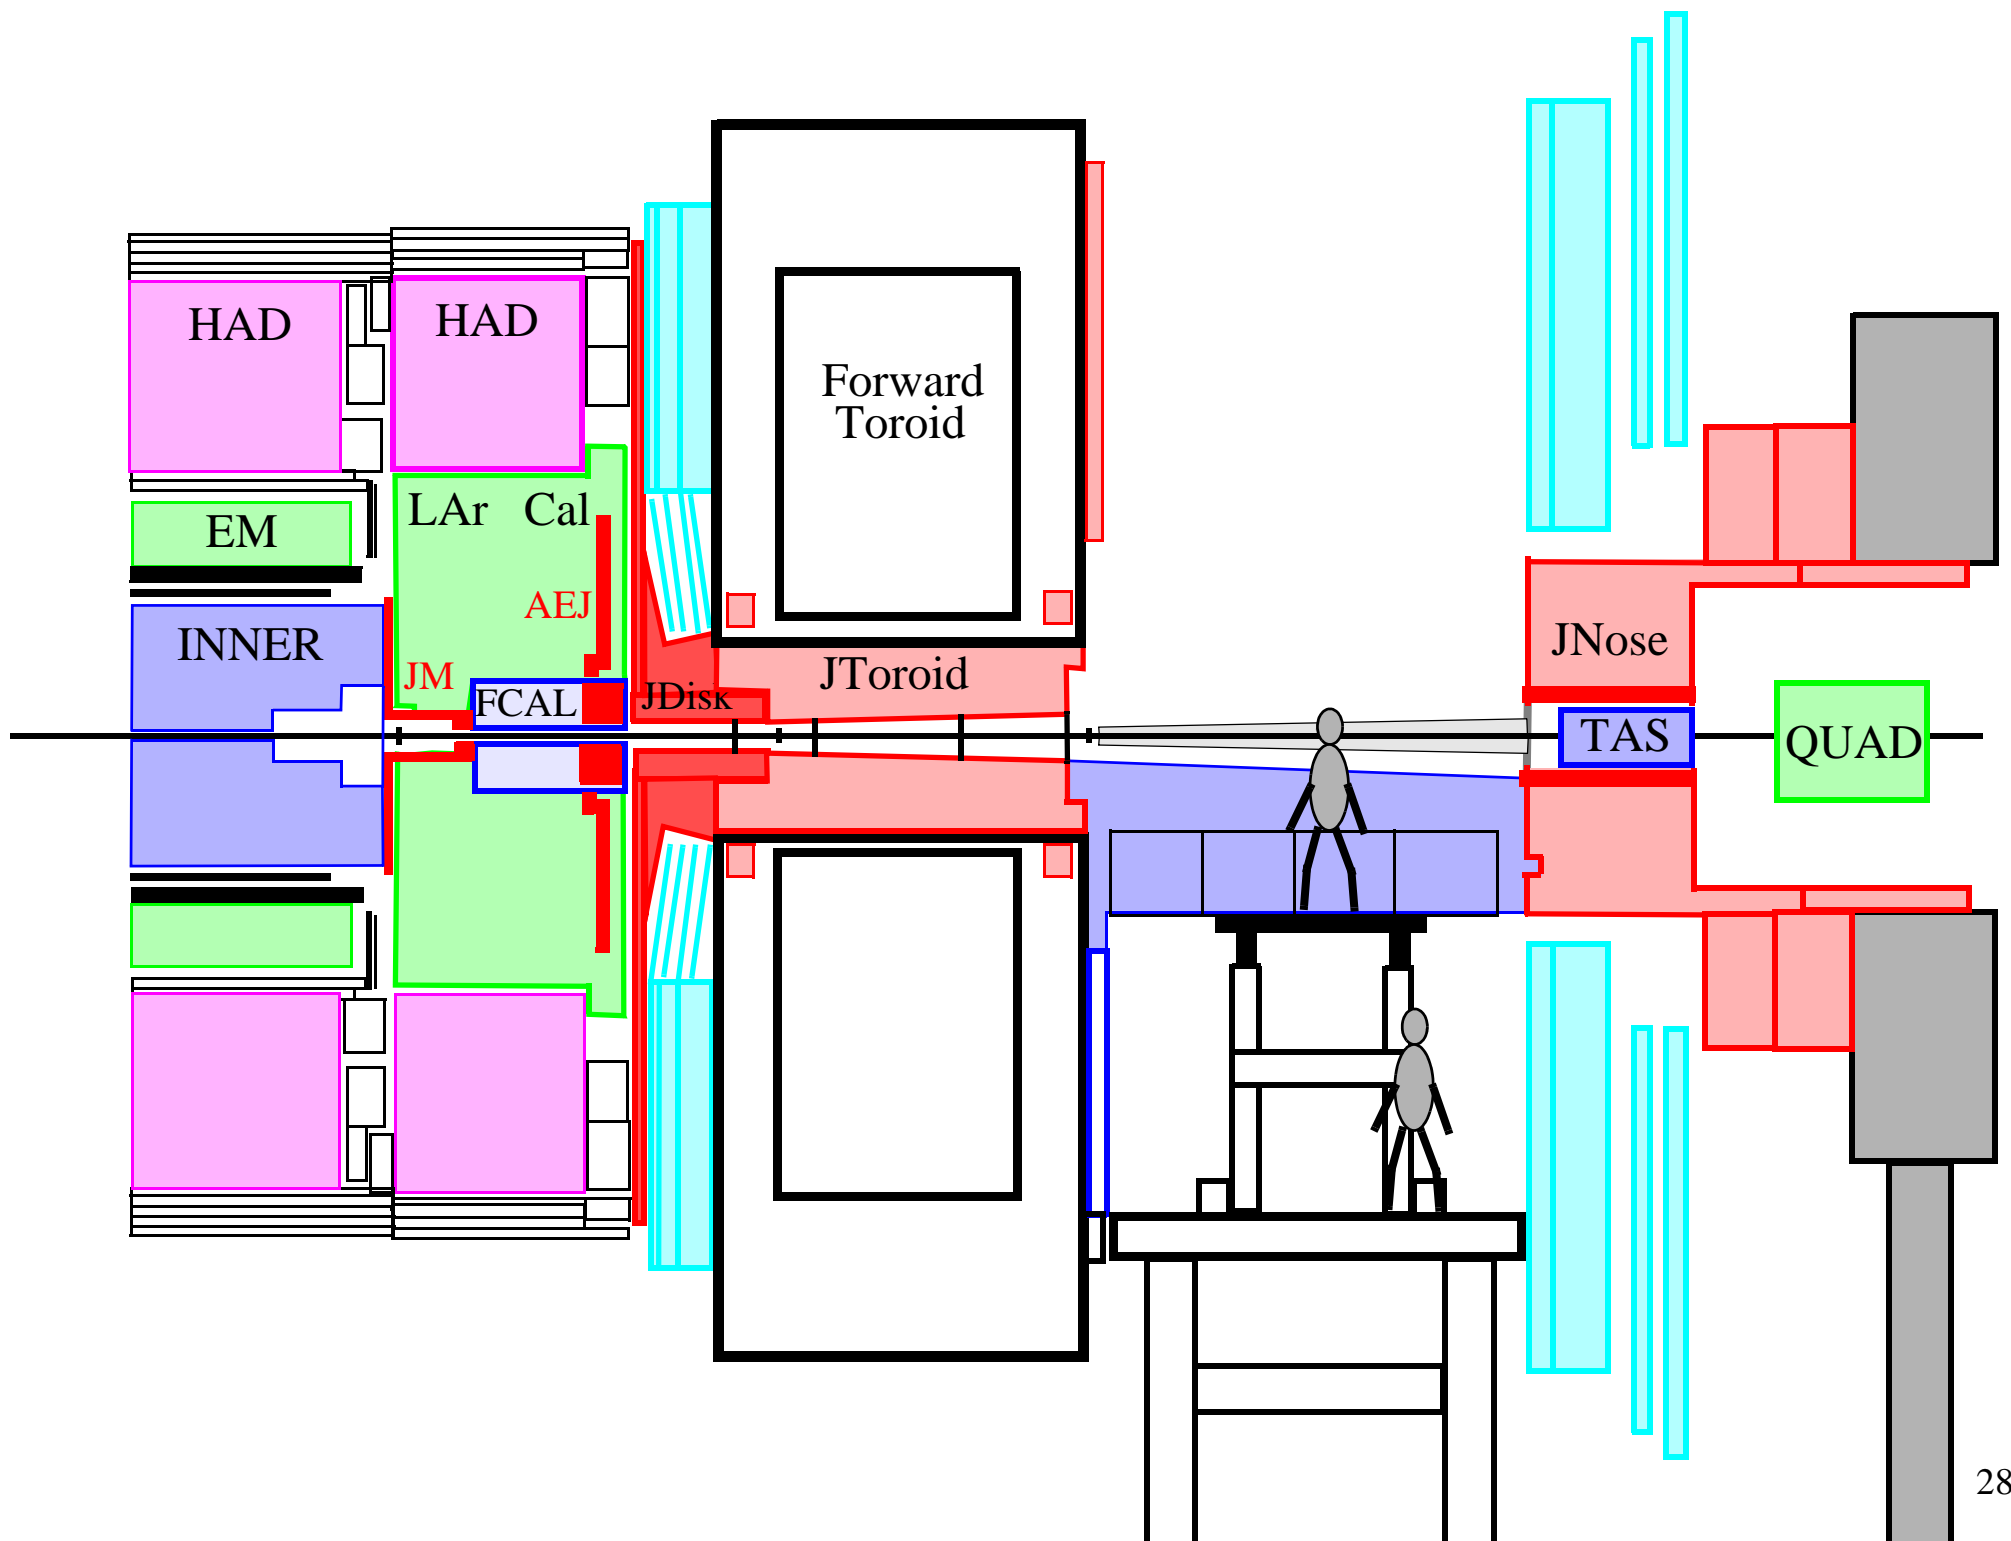 HAD
HAD
Forward
Toroid
LAr Cal
EM
AEJ
INNER
JM
FCAL
JDisk
JToroid
JNose
TAS
QUAD
28